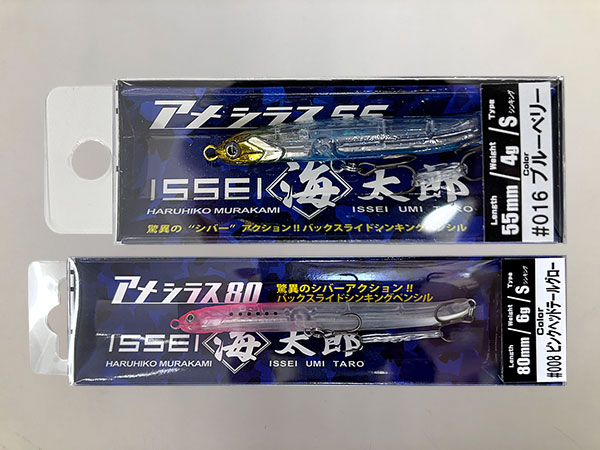 アメシラス55
ISSEI 海 太郎
HARUHIKO MURAKAMI ISSEI UMI TARO
驚異の "シバー" アクション!!バックスライドシンキングペンシル
Length 55mm / Weight 4g / Type S シンキング
Color
#016 ブルーベリー
アメシラス80
驚異のシバーアクション!!
バックスライドシンキングペンシル
ISSEI 海 太郎
HARUHIKO MURAKAMI ISSEI UMI TARO
Length 80mm / Weight 6g / Type S シンキング
Color
#008 ピンクヘッドテールグロー